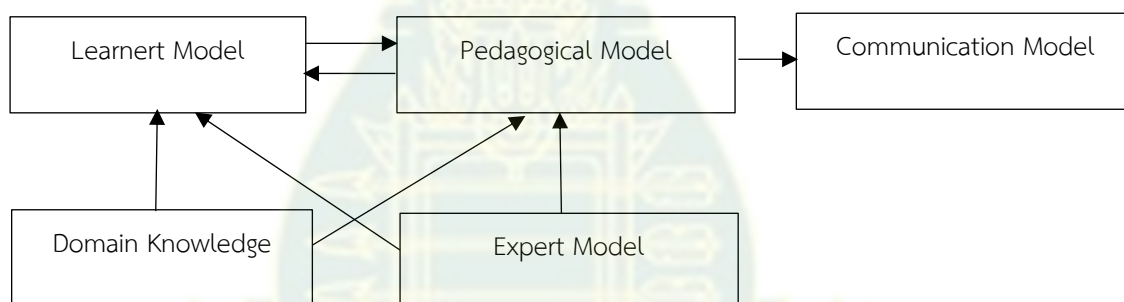 Learnert Model
Pedagogical Model
Communication Model
Domain Knowledge
Expert Model